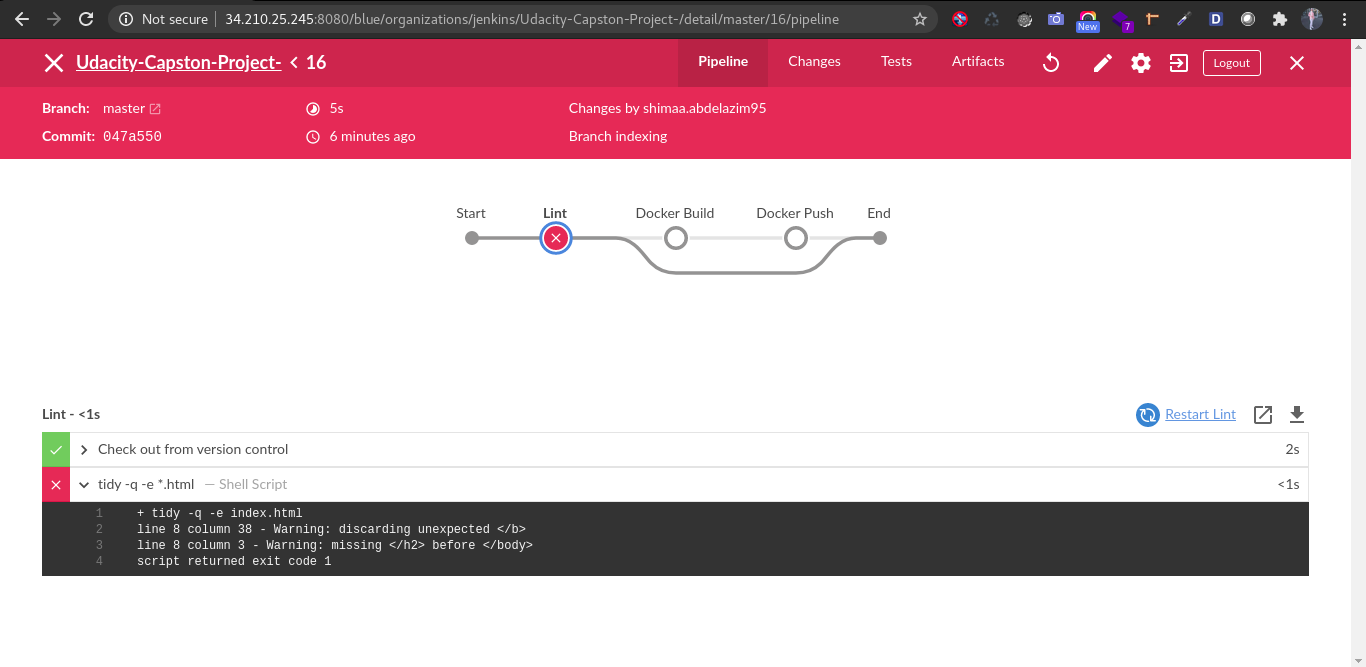 Not secure 34.210.25.245:8080/blue/organizations/jenkins/Udacity-Capston-Project-/detail/master/16/pipeline
New
7
D
Udacity-Capston-Project- < 16
Pipeline Changes Tests Artifacts Logout
Branch: master 5s Changes by shimaa.abdelazim95
Commit: 047a550 6 minutes ago Branch indexing
Start Lint Docker Build Docker Push End
Lint - <1s Restart Lint
Check out from version control 2s
tidy -q -e *.html — Shell Script <1s
1 + tidy -q -e index.html
2 line 8 column 38 - Warning: discarding unexpected </b>
3 line 8 column 3 - Warning: missing </h2> before </body>
4 script returned exit code 1